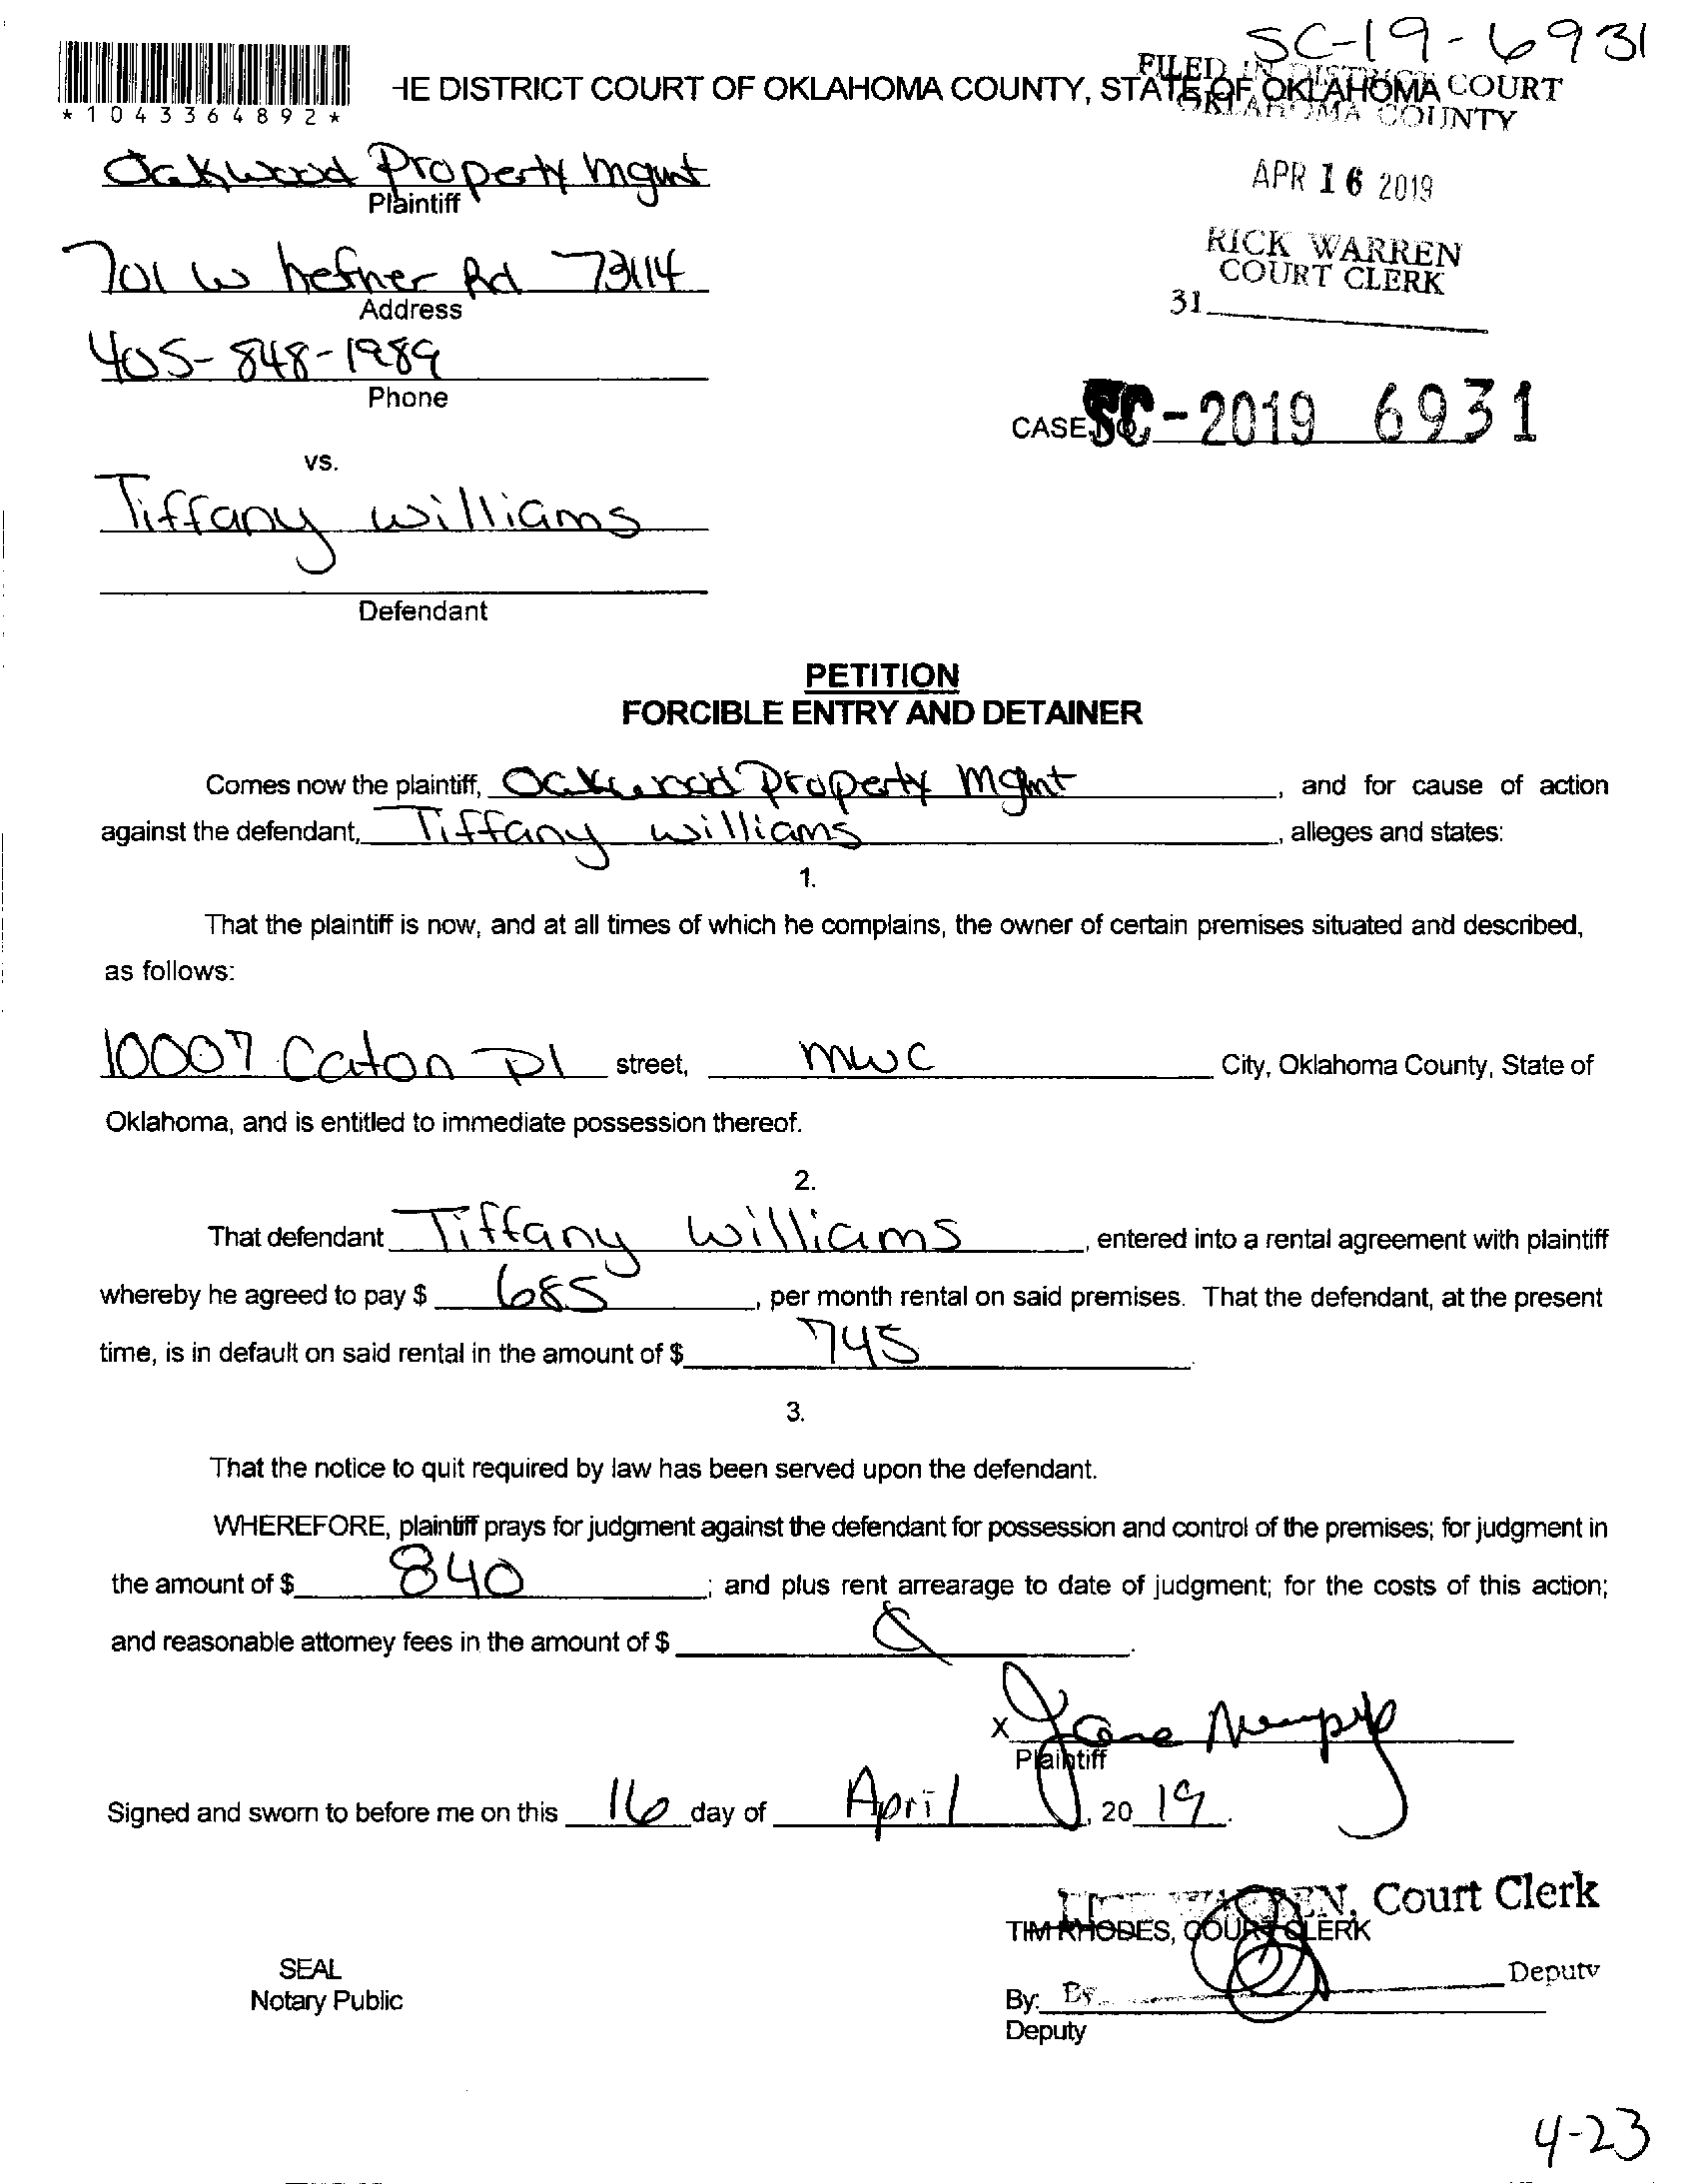 SC-19-6931
*1043364892*
HE DISTRICT COURT OF OKLAHOMA COUNTY, STATE OF OKLAHOMA
FILED IN DISTRICT COURT
OKLAHOMA COUNTY
Oakwood Property Mgmt
Plaintiff
APR 16 2019
701 W hefner Rd 73114
Address
RICK WARREN
COURT CLERK
31
405-848-1989
Phone
CASE NO. SC-2019 6931
vs.
Tiffany Williams
Defendant
PETITION
FORCIBLE ENTRY AND DETAINER
Comes now the plaintiff, Oakwood Property Mgmt, and for cause of action
against the defendant, Tiffany Williams, alleges and states:
1.
That the plaintiff is now, and at all times of which he complains, the owner of certain premises situated and described,
as follows:
10007 Caton Pl street, mwc City, Oklahoma County, State of
Oklahoma, and is entitled to immediate possession thereof.
2.
That defendant Tiffany Williams, entered into a rental agreement with plaintiff
whereby he agreed to pay $ 685, per month rental on said premises. That the defendant, at the present
time, is in default on said rental in the amount of $ 745
3.
That the notice to quit required by law has been served upon the defendant.
WHEREFORE, plaintiff prays for judgment against the defendant for possession and control of the premises; for judgment in
the amount of $ 840; and plus rent arrearage to date of judgment; for the costs of this action;
and reasonable attorney fees in the amount of $ .
X Jane
Plaintiff
Signed and sworn to before me on this 16 day of April, 2019.
WARREN, Court Clerk
TIM RHODES, COURT CLERK
SEAL
Notary Public
By Deputy
By:
Deputy
4-23